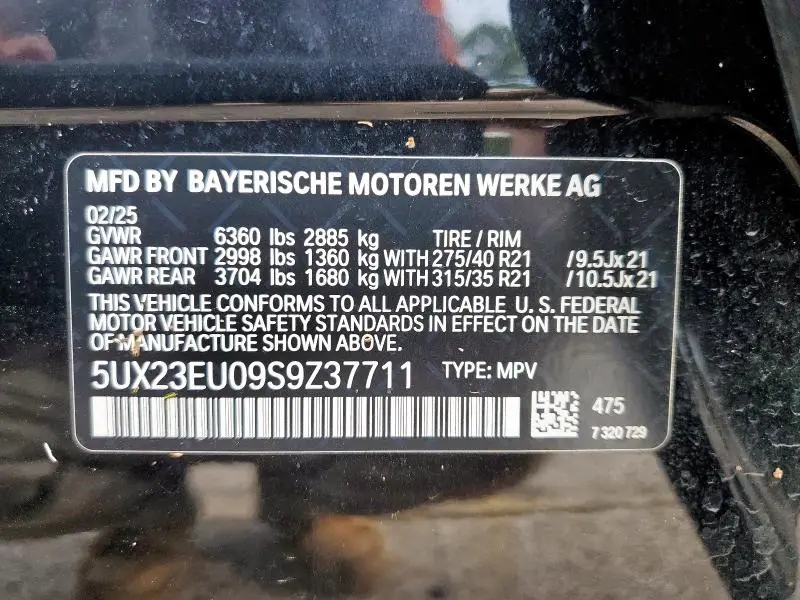 MFD BY BAYERISCHE MOTOREN WERKE AG
02/25
GVWR 6360 lbs 2885 kg TIRE / RIM
GAWR FRONT 2998 lbs 1360 kg WITH 275/40 R21 /9.5Jx21
GAWR REAR 3704 lbs 1680 kg WITH 315/35 R21 /10.5Jx21
THIS VEHICLE CONFORMS TO ALL APPLICABLE U. S. FEDERAL
MOTOR VEHICLE SAFETY STANDARDS IN EFFECT ON THE DATE
OF MANUFACTURE SHOWN ABOVE.
5UX23EU09S9Z37711 TYPE: MPV
475
7 320 729